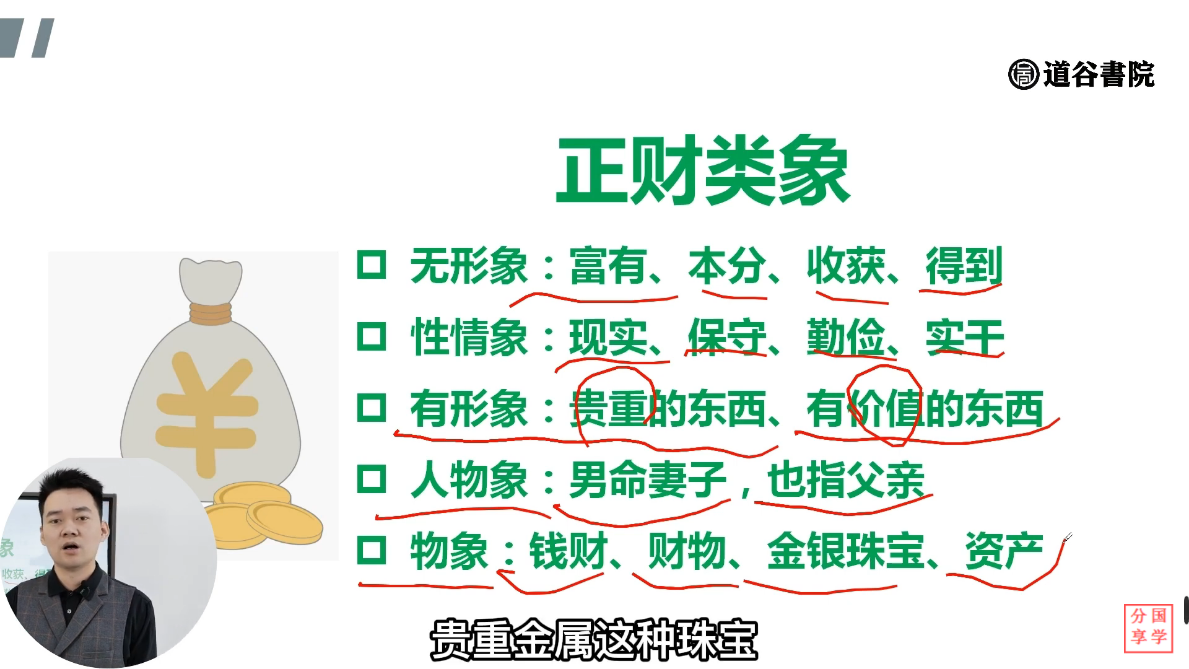 道谷書院
正财类象
无形象：富有、本分、收获、得到
性情象：现实、保守、勤俭、实干
有形象：贵重的东西、有价值的东西
人物象：男命妻子，也指父亲
物象：钱财、财物、金银珠宝、资产
象
收获、得
贵重金属这种珠宝
分国
享学